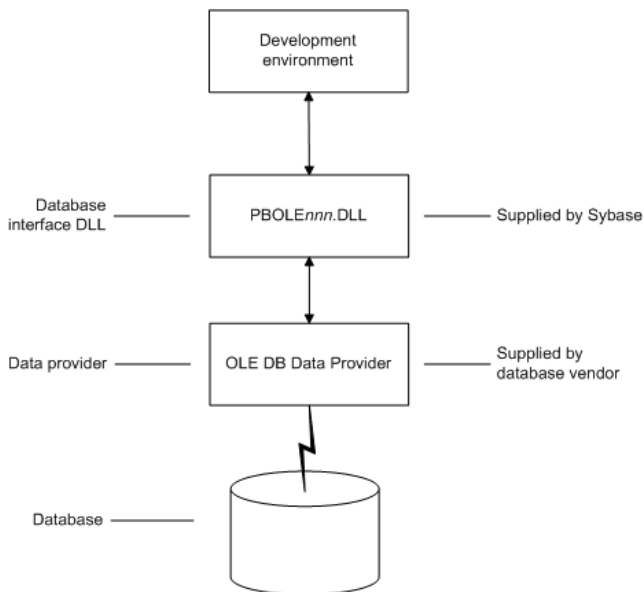 Development
environment
Database
interface DLL
PBOLEnnn.DLL
Supplied by Sybase
Data provider
OLE DB Data Provider
Supplied by
database vendor
Database